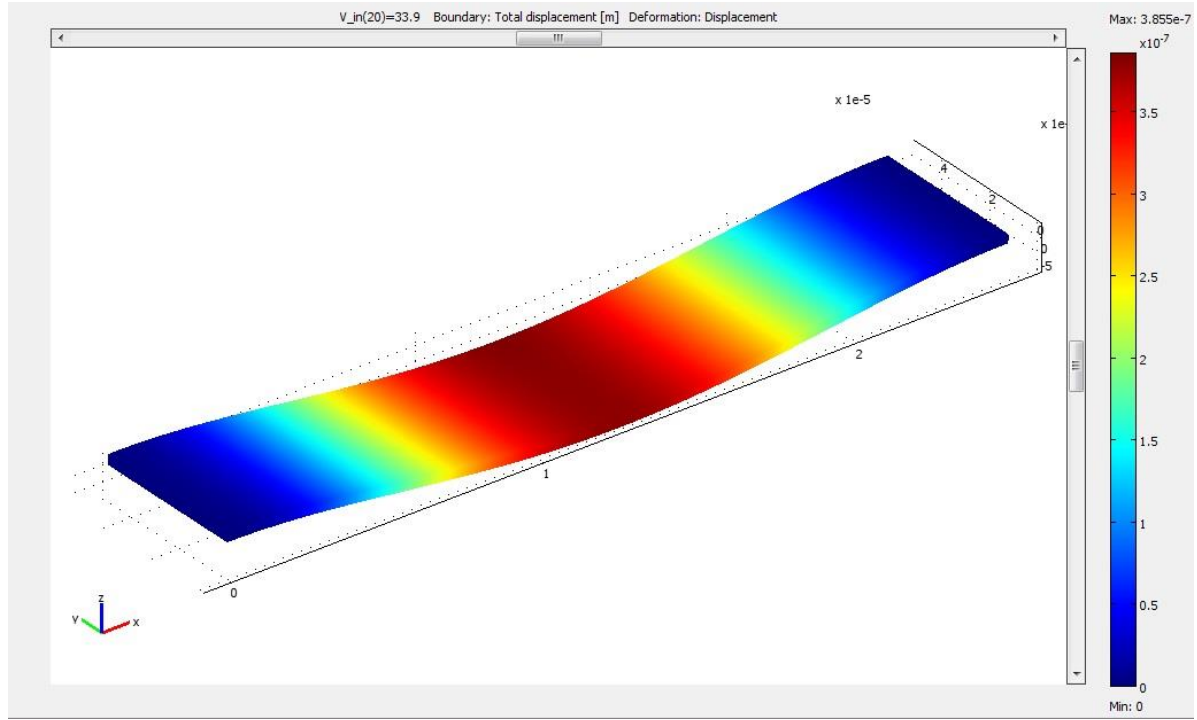 V_in(20)=33.9 Boundary: Total displacement [m] Deformation: Displacement
Max: 3.855e-7
x10-7
x 1e-5
x 1e-
4
2
0
0
-5
2
1
0
z
y
x
3.5
3
2.5
2
1.5
1
0.5
0
Min: 0